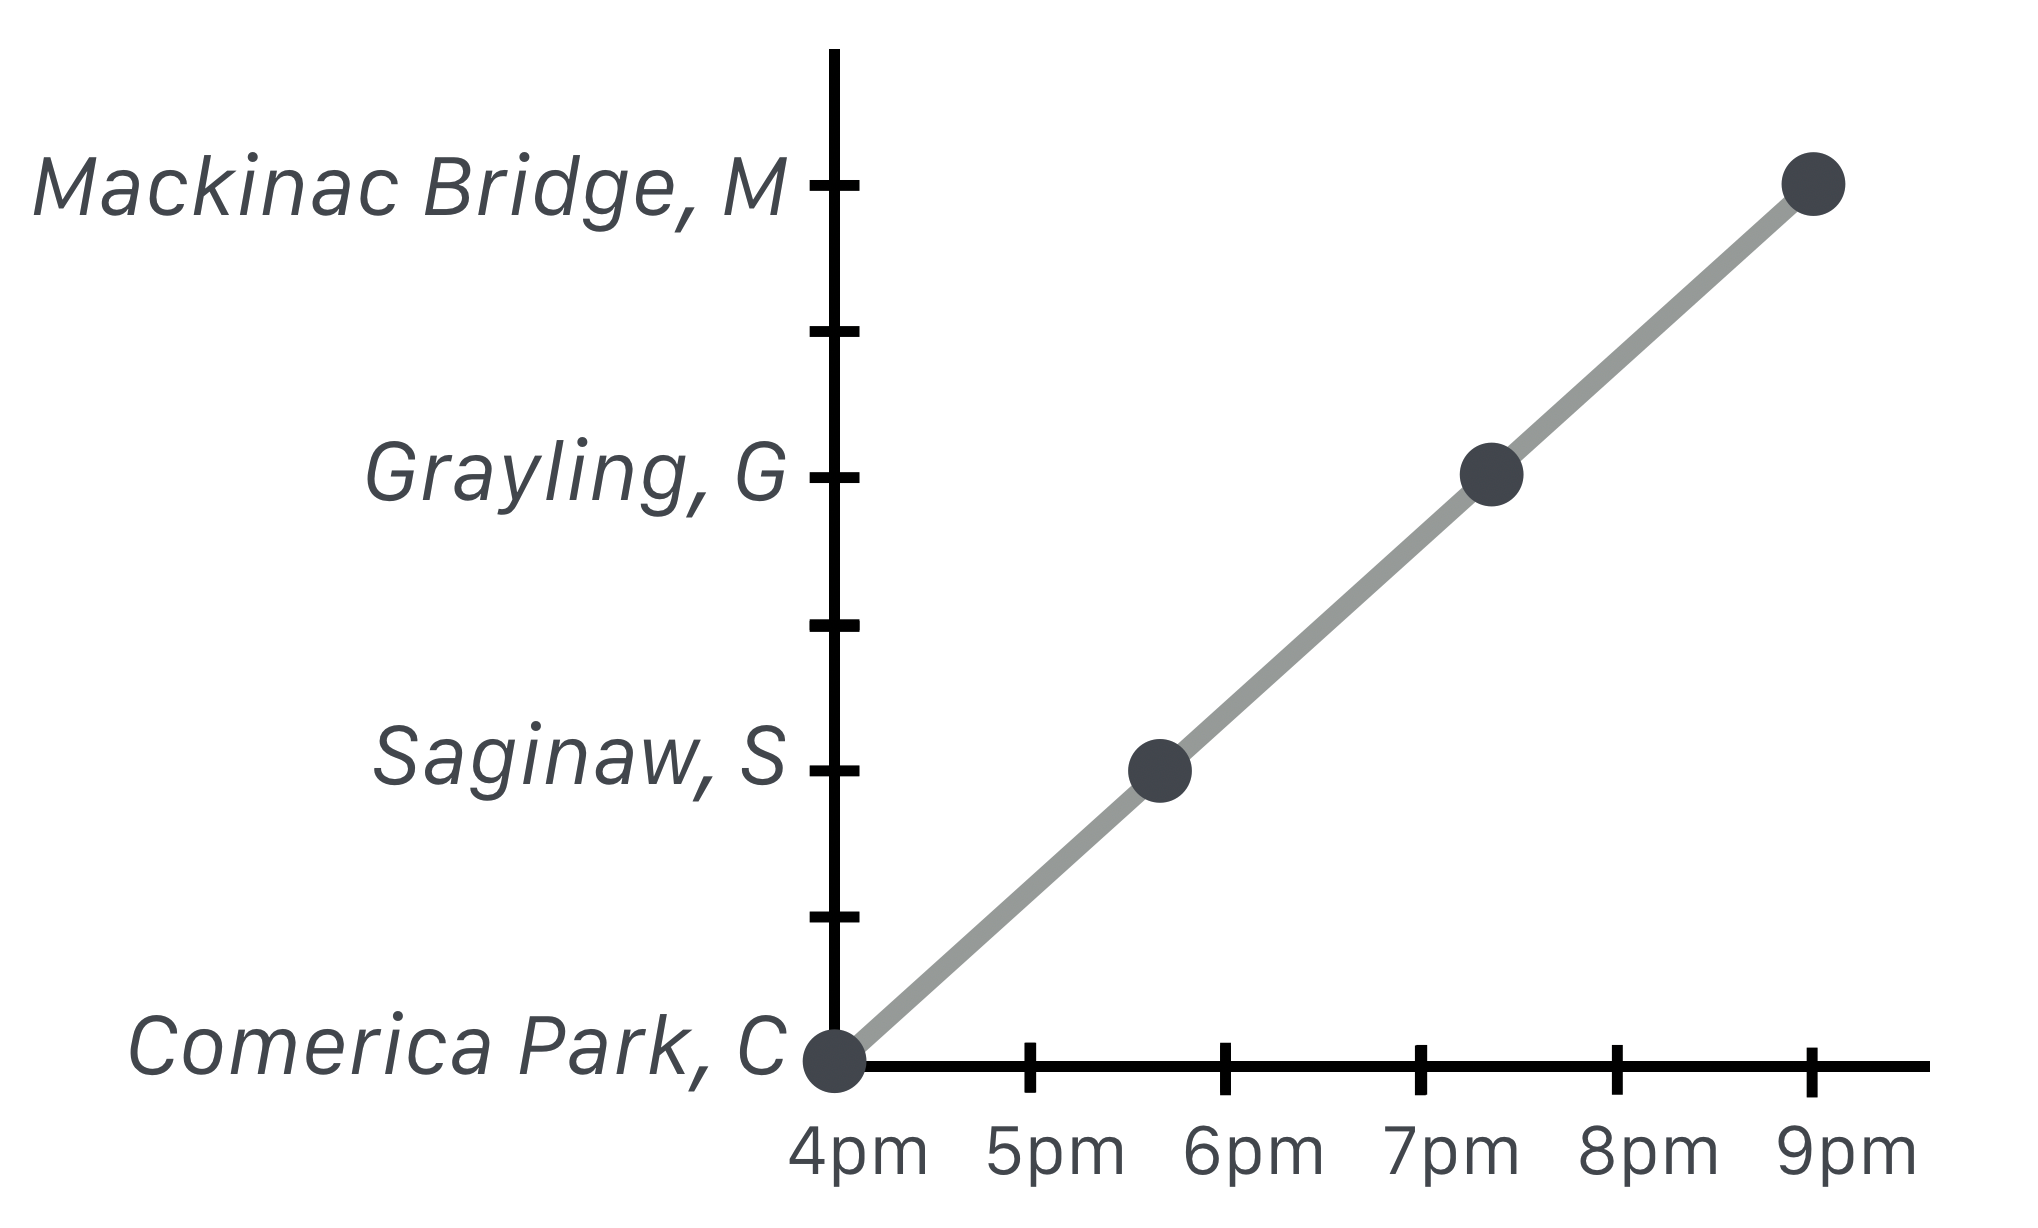 Mackinac Bridge, M
Grayling, G
Saginaw, S
Comerica Park, C
4pm 5pm 6pm 7pm 8pm 9pm